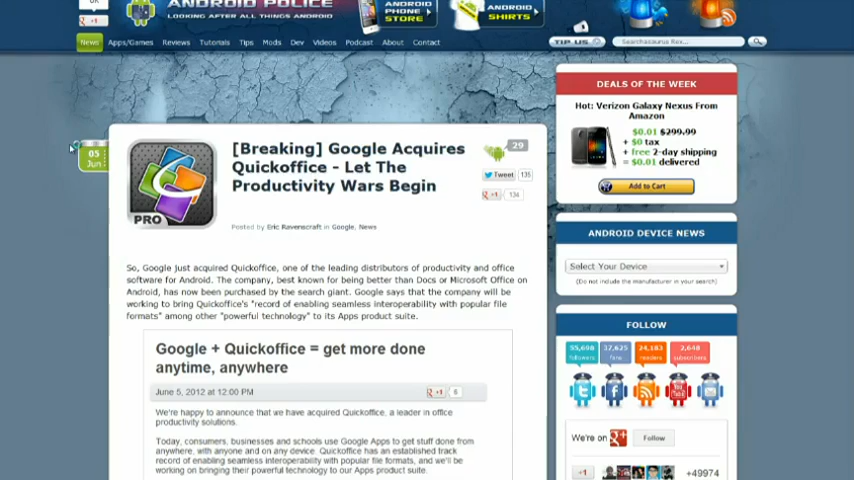 ANDROID POLICE
LOOKING AFTER ALL THINGS ANDROID
ANDROID
PHONE
STORE
ANDROID
SHIRTS
+1
News
Apps/Games
Reviews
Tutorials
Tips
Mods
Dev
Videos
Podcast
About
Contact
TIP US
Searchasaurus Rex...
05
Jun
PRO
[Breaking] Google Acquires
Quickoffice - Let The
Productivity Wars Begin
Posted by Eric Ravenscraft in Google, News
29
Tweet 135
+1 134
So, Google just acquired Quickoffice, one of the leading distributors of productivity and office
software for Android. The company, best known for being better than Docs or Microsoft Office on
Android, has now been purchased by the search giant. Google says that the company will be
working to bring Quickoffice's "record of enabling seamless interoperability with popular file
formats" among other "powerful technology" to its Apps product suite.
Google + Quickoffice = get more done
anytime, anywhere
June 5, 2012 at 12:00 PM
+1 6
We're happy to announce that we have acquired Quickoffice, a leader in office
productivity solutions.
Today, consumers, businesses and schools use Google Apps to get stuff done from
anywhere, with anyone and on any device. Quickoffice has an established track
record of enabling seamless interoperability with popular file formats, and we'll be
working on bringing their powerful technology to our Apps product suite.
DEALS OF THE WEEK
Hot: Verizon Galaxy Nexus From
Amazon
$0.01 $299.99
+ $0 tax
+ free 2-day shipping
= $0.01 delivered
Add to Cart
ANDROID DEVICE NEWS
Select Your Device
(Do not include the manufacturer in your search)
FOLLOW
55,698
followers
37,625
fans
24,183
readers
2,648
subscribers
You
Tube
We're on
Follow
+1
+49974